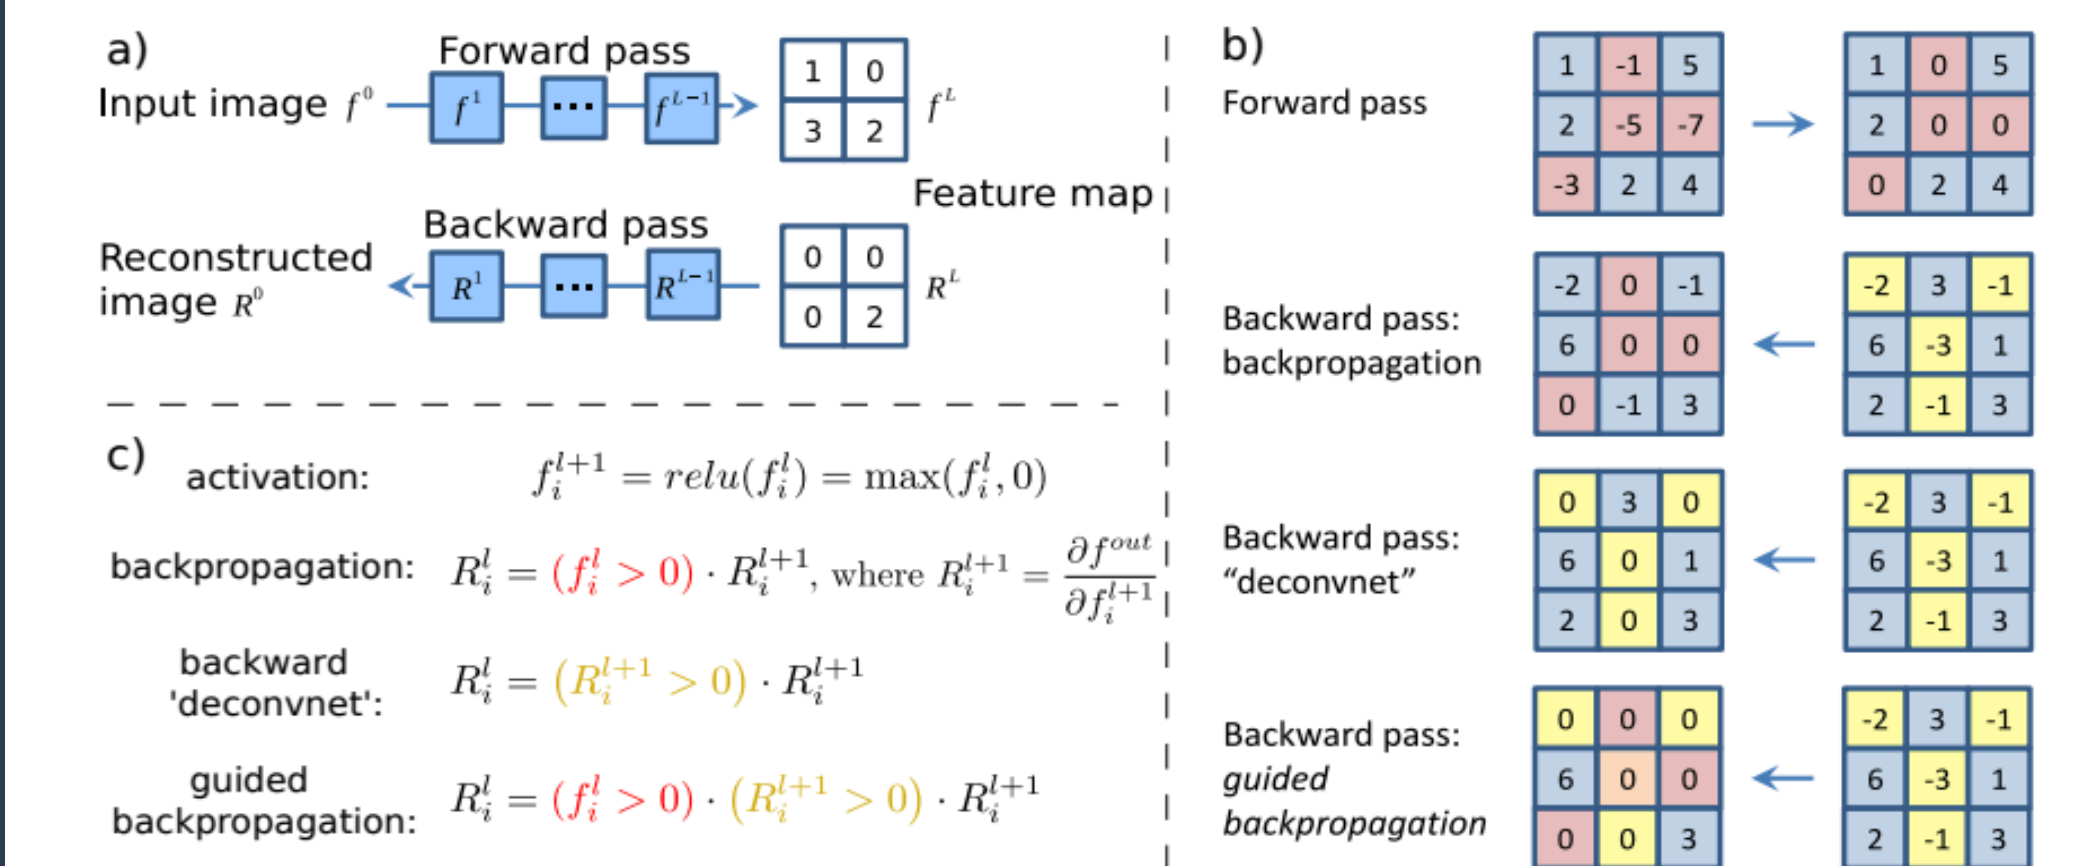 a)
Forward pass
Input image f⁰ f¹ ... f^{L-1} f^L
1 0
3 2
Feature map
Backward pass
Reconstructed image R⁰ R¹ ... R^{L-1} R^L
0 0
0 2
c)
activation: f_i^{l+1} = relu(f_i^l) = max(f_i^l, 0)
backpropagation: R_i^l = (f_i^l > 0) · R_i^{l+1}, where R_i^{l+1} = ∂f^{out} / ∂f_i^{l+1}
backward 'deconvnet': R_i^l = (R_i^{l+1} > 0) · R_i^{l+1}
guided backpropagation: R_i^l = (f_i^l > 0) · (R_i^{l+1} > 0) · R_i^{l+1}
b)
Forward pass
1 -1 5
2 -5 -7
-3 2 4
1 0 5
2 0 0
0 2 4
Backward pass:
backpropagation
-2 0 -1
6 0 0
0 -1 3
-2 3 -1
6 -3 1
2 -1 3
Backward pass:
“deconvnet”
0 3 0
6 0 1
2 0 3
-2 3 -1
6 -3 1
2 -1 3
Backward pass:
guided
backpropagation
0 0 0
6 0 0
0 0 3
-2 3 -1
6 -3 1
2 -1 3